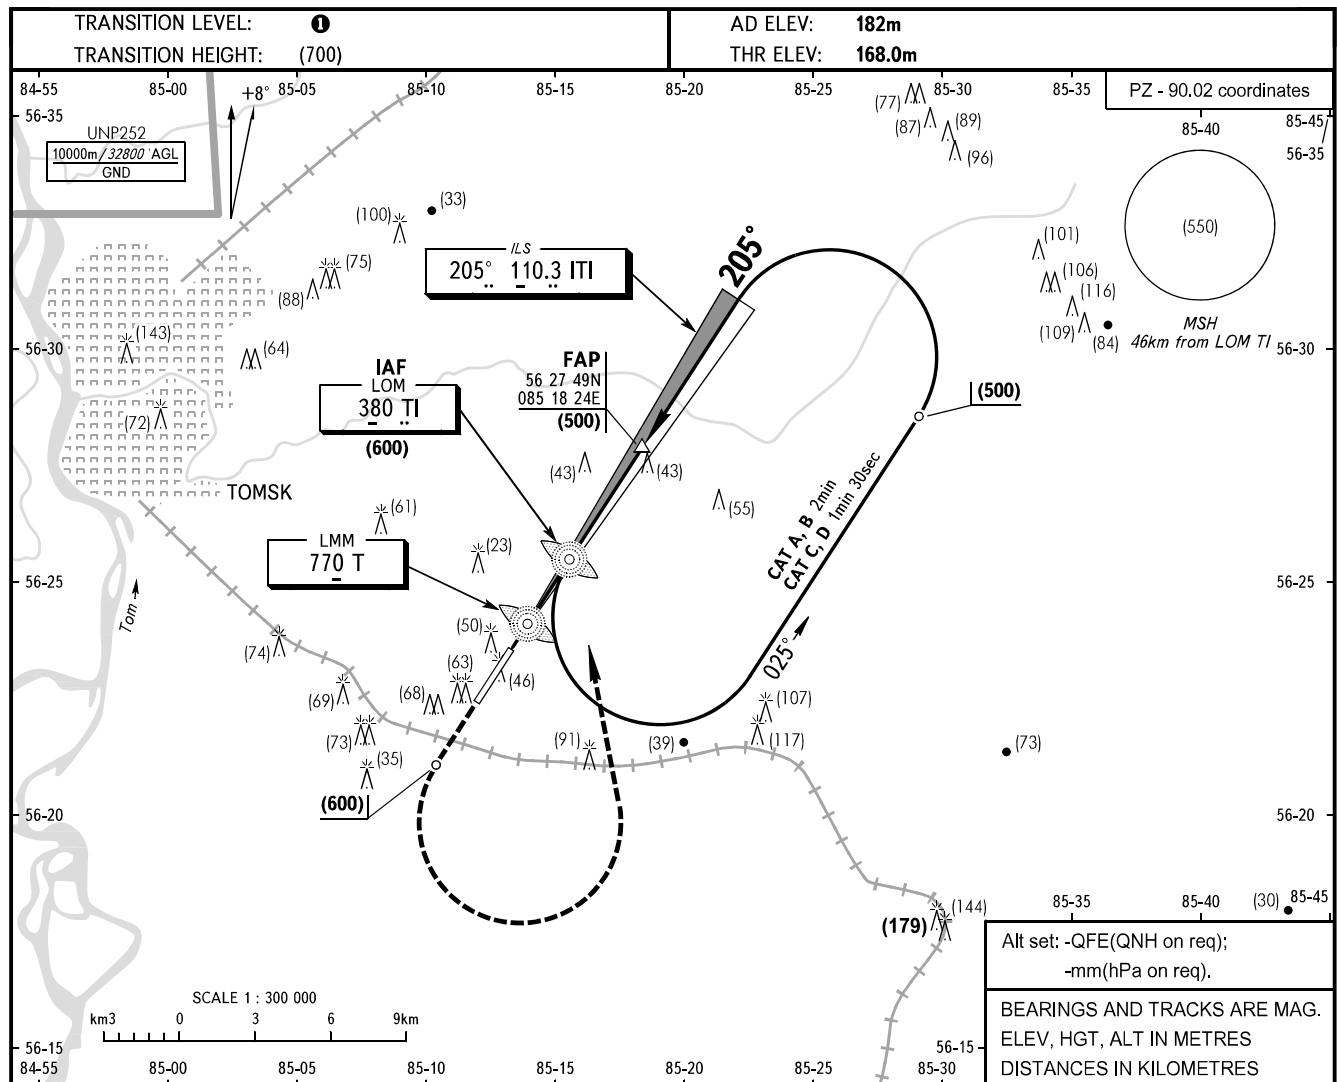 TRANSITION LEVEL: ❶
AD ELEV: 182m
TRANSITION HEIGHT: (700)
THR ELEV: 168.0m
84-55 85-00 85-05 85-10 85-15 85-20 85-25 85-30 85-35
PZ - 90.02 coordinates
56-35
85-40 85-45
56-35
+8°
UNP252
10000m/32800 'AGL
GND
(77)
(87)
(89)
(96)
(33)
(100)
(550)
MSH
46km from LOM TI
(101)
(106)
(116)
(109)
(84)
ILS
205° 110.3 ITI
205°
(75)
(88)
(143)
(64)
56-30
56-30
IAF
LOM
380 TI
(600)
FAP
56 27 49N
085 18 24E
(500)
(500)
(72)
(43)
(43)
(55)
TOMSK
(61)
CAT A, B 2min
CAT C, D 1min 30sec
025°
LMM
770 T
(23)
56-25
56-25
Tom
(50)
(74)
(63)
(46)
(69)
(68)
(107)
(117)
(73)
(35)
(91)
(39)
(73)
(600)
56-20
56-20
85-35 85-40 85-45
(30)
(144)
(179)
Alt set: -QFE(QNH on req);
-mm(hPa on req).
SCALE 1 : 300 000
km3 0 3 6 9km
BEARINGS AND TRACKS ARE MAG.
ELEV, HGT, ALT IN METRES
DISTANCES IN KILOMETRES
56-15
56-15
84-55 85-00 85-05 85-10 85-15 85-20 85-25 85-30